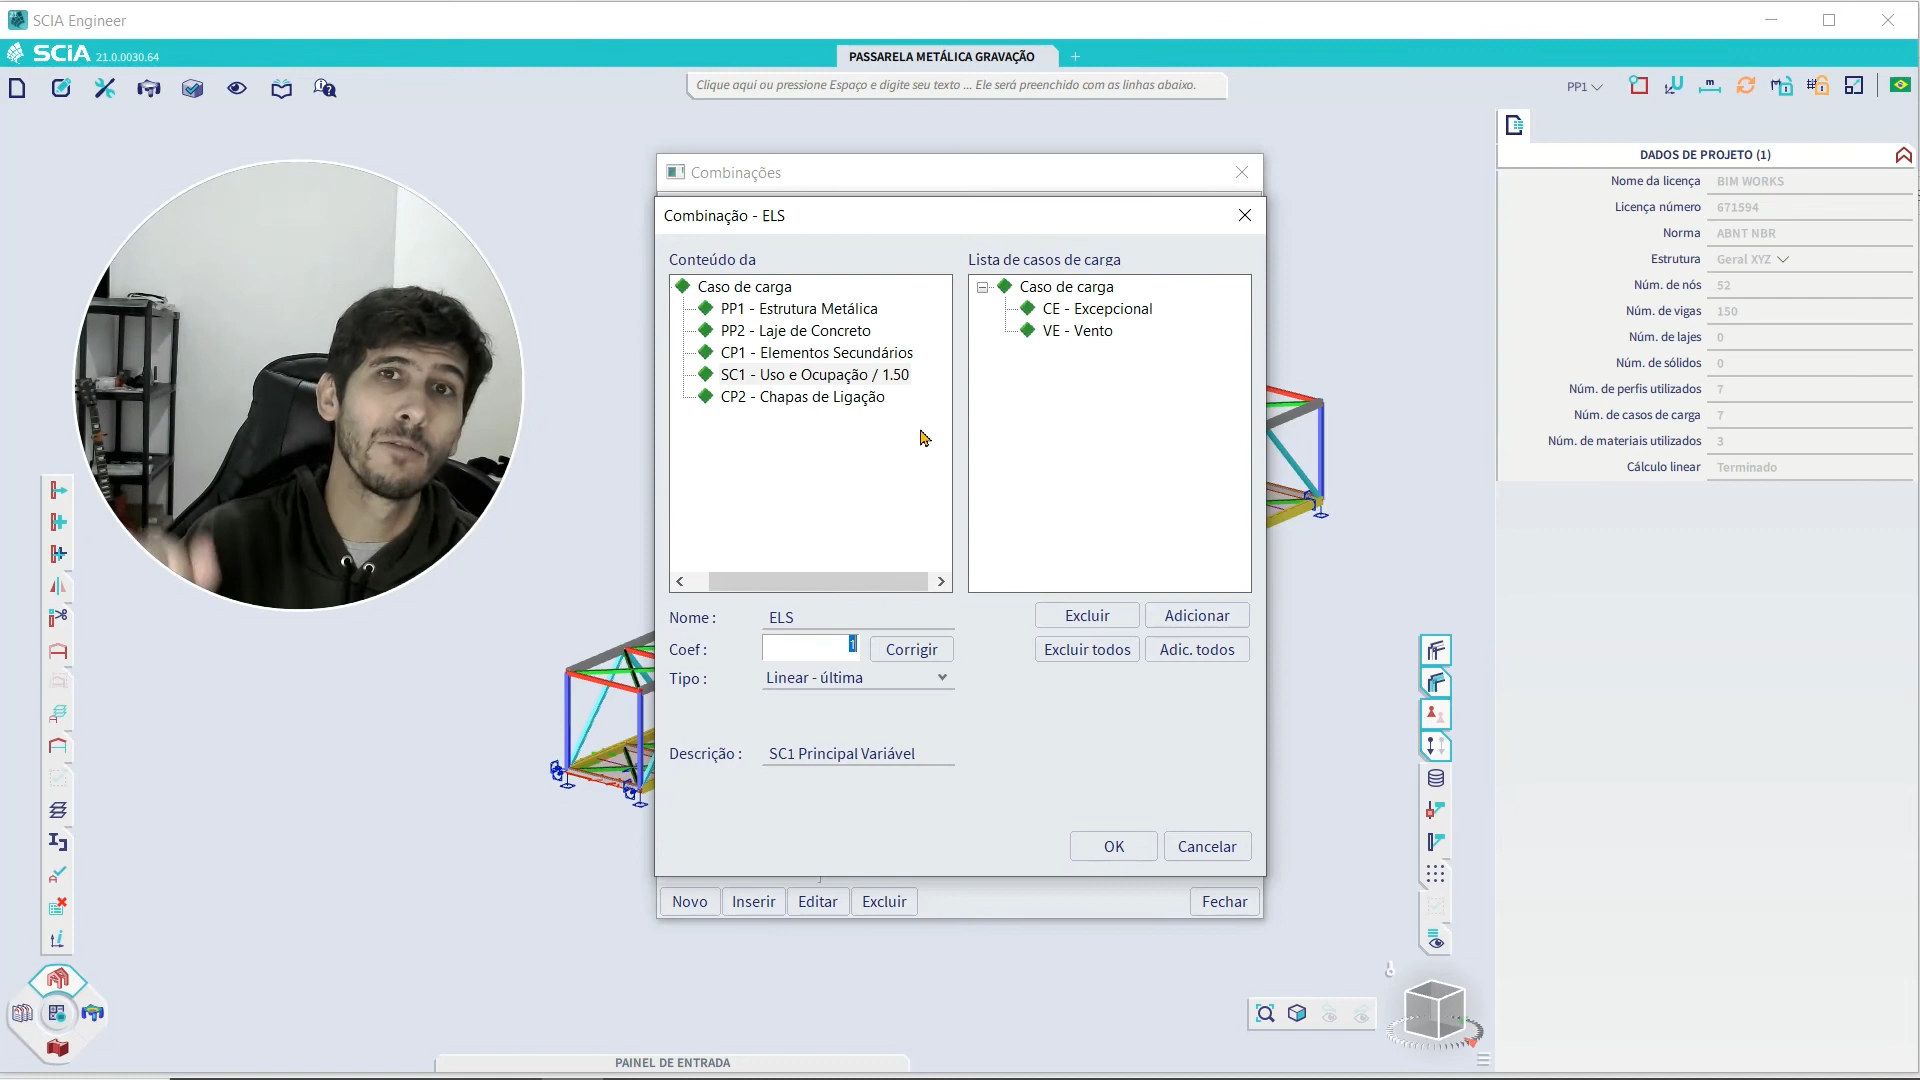 SCIA Engineer
SCiA 21.0.0030.64
PASSARELA METÁLICA GRAVAÇÃO
Clique aqui ou pressione Espaço e digite seu texto ... Ele será preenchido com as linhas abaixo.
PP1
DADOS DE PROJETO (1)
Nome da licença BIM WORKS
Licença número 671594
Norma ABNT NBR
Estrutura Geral XYZ
Núm. de nós 52
Núm. de vigas 150
Núm. de lajes 0
Núm. de sólidos 0
Núm. de perfis utilizados 7
Núm. de casos de carga 7
Núm. de materiais utilizados 3
Cálculo linear Terminado
Combinações
Combinação - ELS
Conteúdo da
Caso de carga
PP1 - Estrutura Metálica
PP2 - Laje de Concreto
CP1 - Elementos Secundários
SC1 - Uso e Ocupação / 1.50
CP2 - Chapas de Ligação
Lista de casos de carga
Caso de carga
CE - Excepcional
VE - Vento
Nome : ELS
Coef : 1 Corrigir
Tipo : Linear - última
Descrição : SC1 Principal Variável
Excluir Adicionar
Excluir todos Adic. todos
OK Cancelar
Novo Inserir Editar Excluir Fechar
PAINEL DE ENTRADA